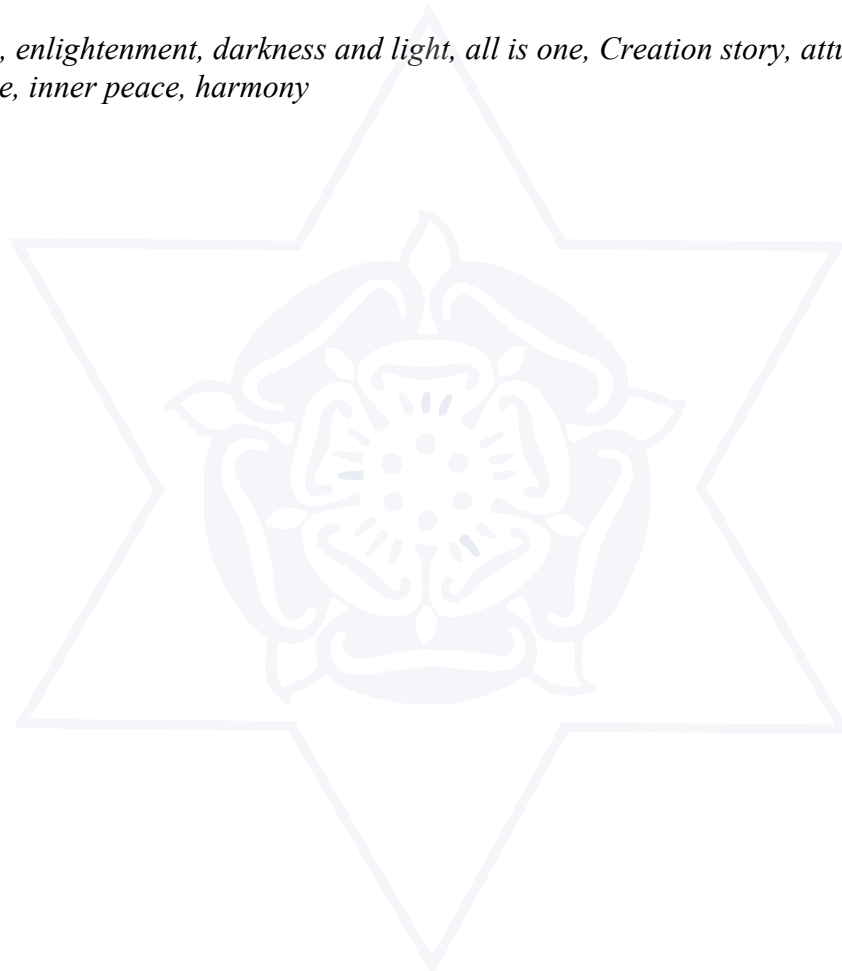 , enlightenment, darkness and light, all is one, Creation story,
e, inner peace, harmony